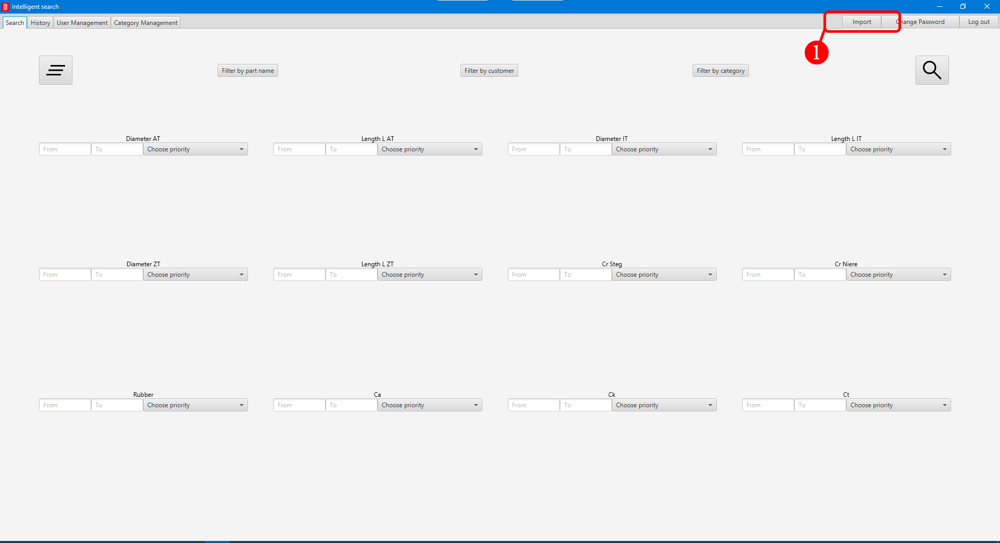 Intelligent search
Search History User Management Category Management Import Change Password Log out
1
Filter by part name Filter by customer Filter by category
Diameter AT Length L AT Diameter IT Length L IT
From To Choose priority From To Choose priority From To Choose priority From To Choose priority
Diameter ZT Length L ZT Cr Steg Cr Niere
From To Choose priority From To Choose priority From To Choose priority From To Choose priority
Rubber Ca Ck Ct
From To Choose priority From To Choose priority From To Choose priority From To Choose priority